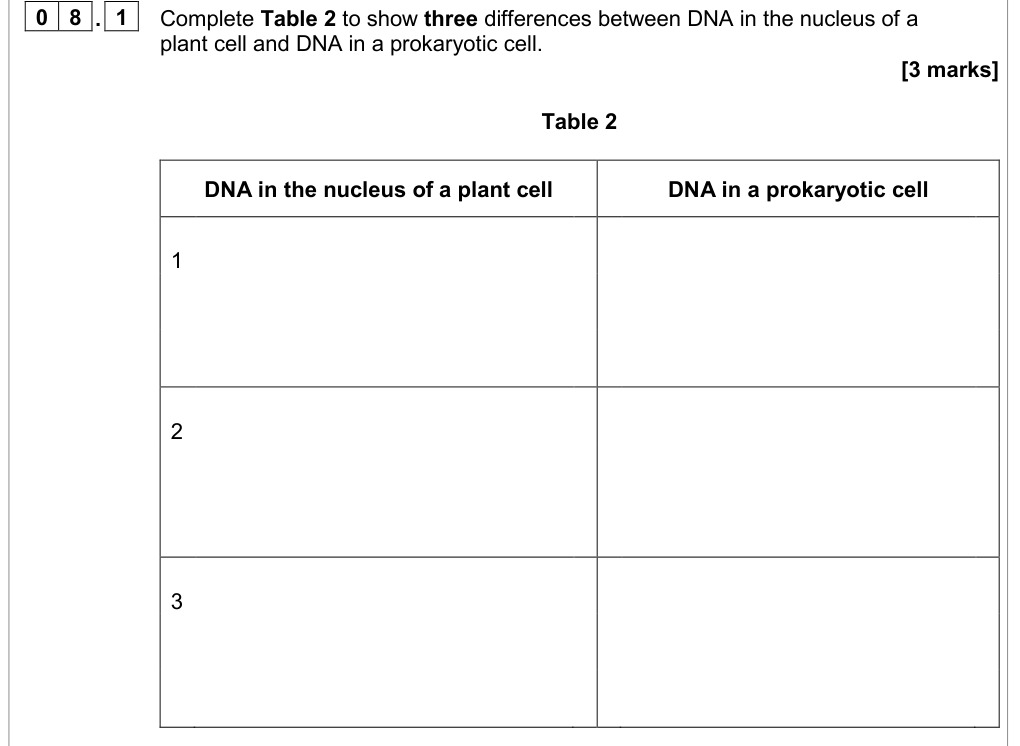 0 8 . 1 Complete Table 2 to show three differences between DNA in the nucleus of a
plant cell and DNA in a prokaryotic cell.
[3 marks]
Table 2
DNA in the nucleus of a plant cell DNA in a prokaryotic cell
1
2
3